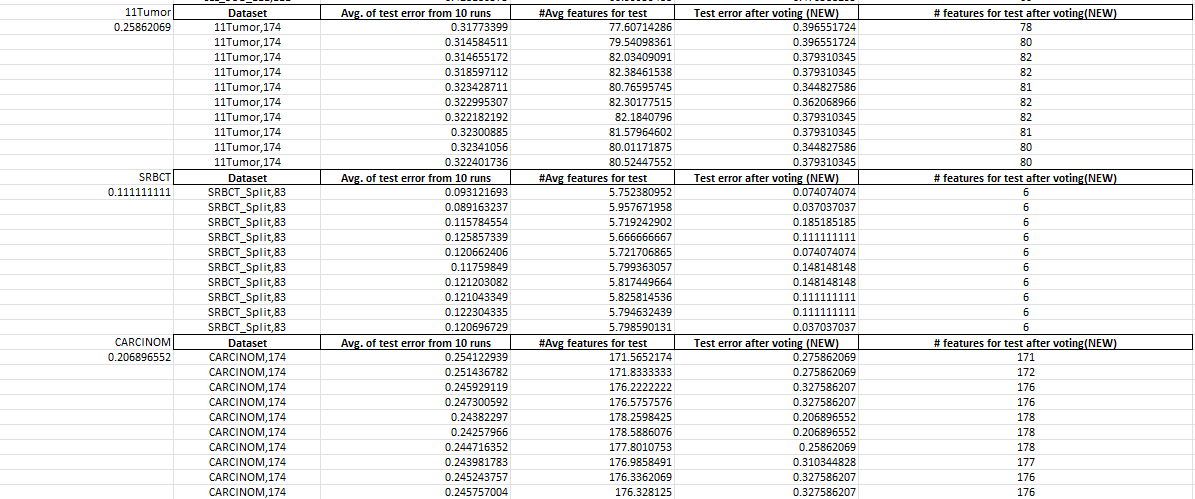 11Tumor Dataset Avg. of test error from 10 runs #Avg features for test Test error after voting (NEW) # features for test after voting(NEW)
0.25862069 11Tumor,174 0.31773399 77.60714286 0.396551724 78
11Tumor,174 0.314584511 79.54098361 0.396551724 80
11Tumor,174 0.314655172 82.03409091 0.379310345 82
11Tumor,174 0.318597112 82.38461538 0.379310345 82
11Tumor,174 0.323428711 80.76595745 0.344827586 81
11Tumor,174 0.322995307 82.30177515 0.362068966 82
11Tumor,174 0.322182192 82.1840796 0.379310345 82
11Tumor,174 0.32300885 81.57964602 0.379310345 81
11Tumor,174 0.32341056 80.01171875 0.344827586 80
11Tumor,174 0.322401736 80.52447552 0.379310345 80
SRBCT Dataset Avg. of test error from 10 runs #Avg features for test Test error after voting (NEW) # features for test after voting(NEW)
0.111111111 SRBCT_Split,83 0.093121693 5.752380952 0.074074074 6
SRBCT_Split,83 0.089163237 5.957671958 0.037037037 6
SRBCT_Split,83 0.115784554 5.719242902 0.185185185 6
SRBCT_Split,83 0.125857339 5.666666667 0.111111111 6
SRBCT_Split,83 0.120662406 5.721706865 0.074074074 6
SRBCT_Split,83 0.11759849 5.799363057 0.148148148 6
SRBCT_Split,83 0.121203082 5.817449664 0.148148148 6
SRBCT_Split,83 0.121043349 5.825814536 0.111111111 6
SRBCT_Split,83 0.122304335 5.794632439 0.111111111 6
SRBCT_Split,83 0.120696729 5.798590131 0.037037037 6
CARCINOM Dataset Avg. of test error from 10 runs #Avg features for test Test error after voting (NEW) # features for test after voting(NEW)
0.206896552 CARCINOM,174 0.254122939 171.5652174 0.275862069 171
CARCINOM,174 0.251436782 171.8333333 0.275862069 172
CARCINOM,174 0.245929119 176.2222222 0.327586207 176
CARCINOM,174 0.247300592 176.5757576 0.327586207 176
CARCINOM,174 0.24382297 178.2598425 0.206896552 178
CARCINOM,174 0.24257966 178.5886076 0.206896552 178
CARCINOM,174 0.244716352 177.8010753 0.25862069 178
CARCINOM,174 0.243981783 176.9858491 0.310344828 177
CARCINOM,174 0.245243757 176.3362069 0.327586207 176
CARCINOM,174 0.245757004 176.328125 0.327586207 176